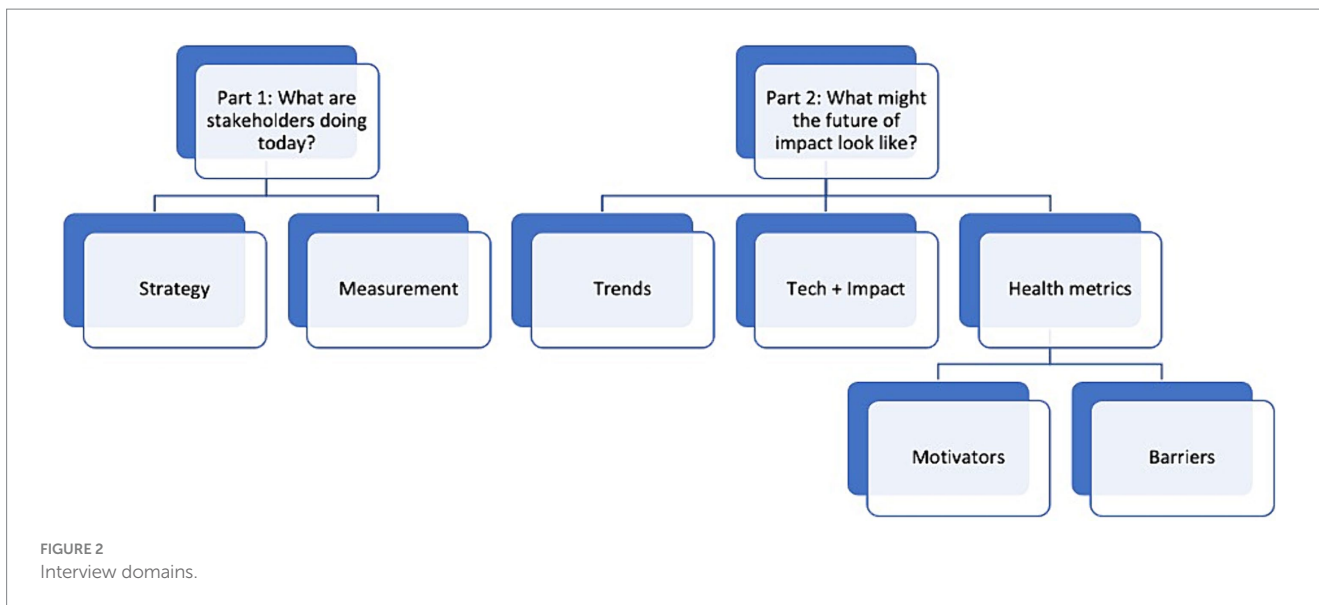 Part 1: What are
stakeholders doing
today?
Part 2: What might
the future of
impact look like?
Strategy
Measurement
Trends
Tech + Impact
Health metrics
Motivators
Barriers
FIGURE 2
Interview domains.